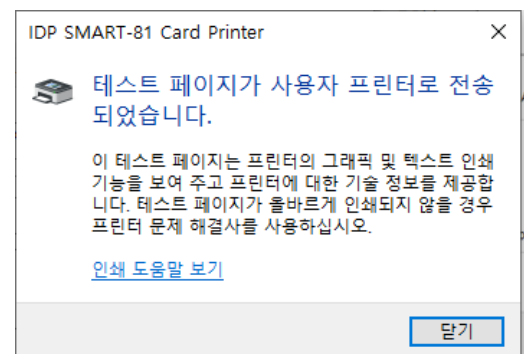 IDP SMART-81 Card Printer
테스트 페이지가 사용자 프린터로 전송
되었습니다.
이 테스트 페이지는 프린터의 그래픽 및 텍스트 인쇄
기능을 보여 주고 프린터에 대한 기술 정보를 제공합
니다. 테스트 페이지가 올바르게 인쇄되지 않을 경우
프린터 문제 해결사를 사용하십시오.
인쇄 도움말 보기
닫기